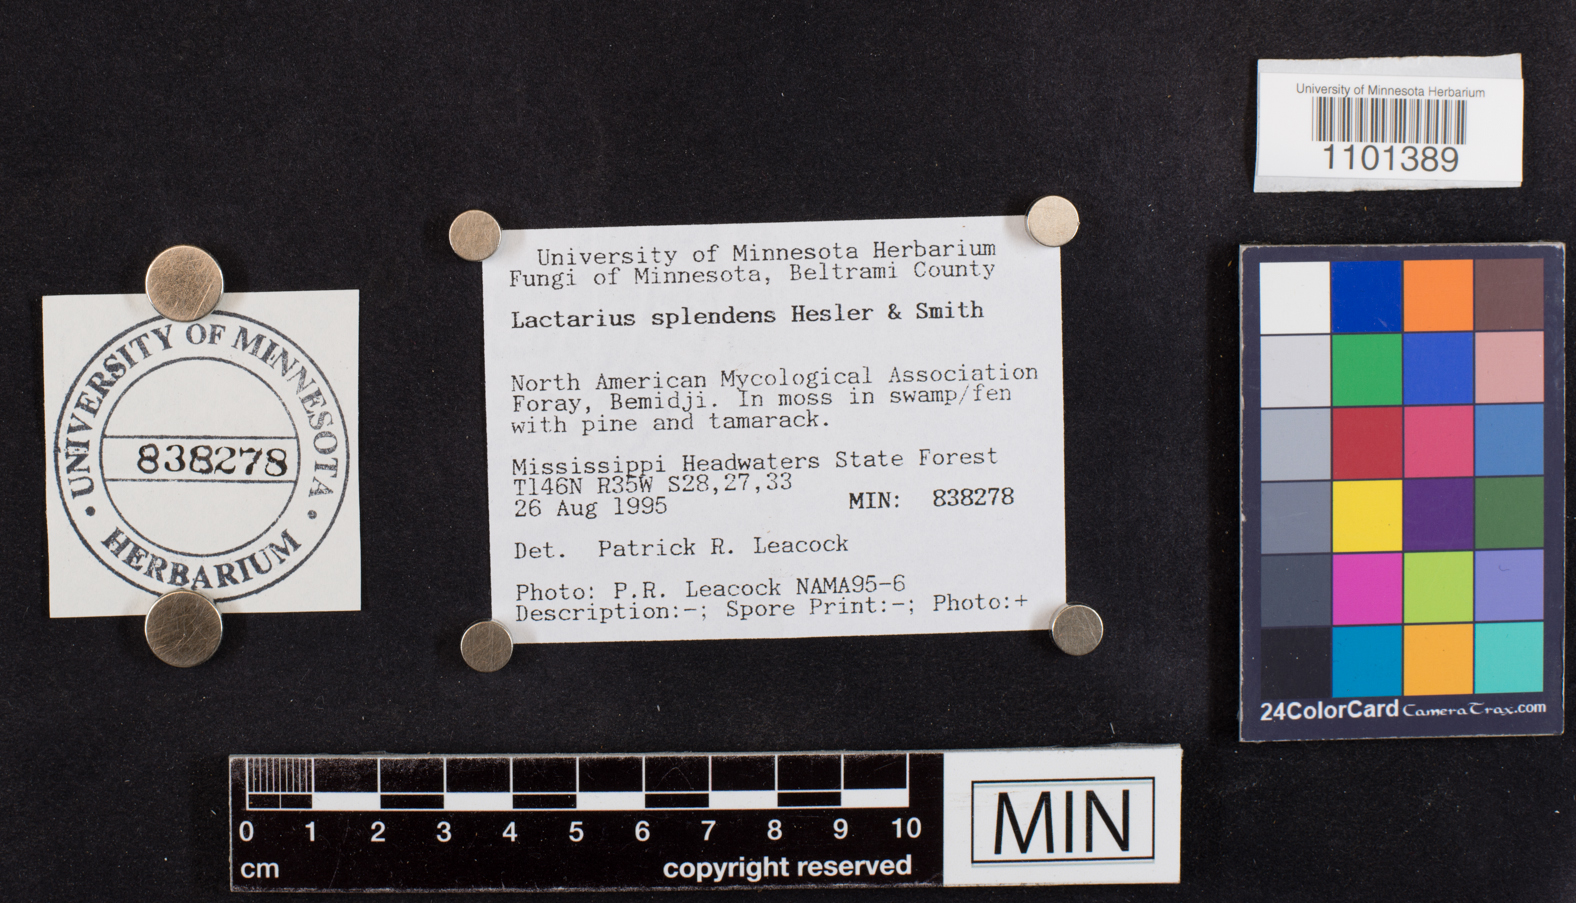 University of Minnesota Herbarium
1101389
University of Minnesota Herbarium
Fungi of Minnesota, Beltrami County
Lactarius splendens Hesler & Smith
North American Mycological Association
Foray, Bemidji. In moss in swamp/fen
with pine and tamarack.
Mississippi Headwaters State Forest
T146N R35W S28,27,33
26 Aug 1995 MIN: 838278
Det. Patrick R. Leacock
Photo: P.R. Leacock NAMA95-6
Description:-; Spore Print:-; Photo:+
UNIVERSITY OF MINNESOTA
838278
HERBARIUM
24ColorCard CameraTrax.com
0 1 2 3 4 5 6 7 8 9 10
cm copyright reserved
MIN